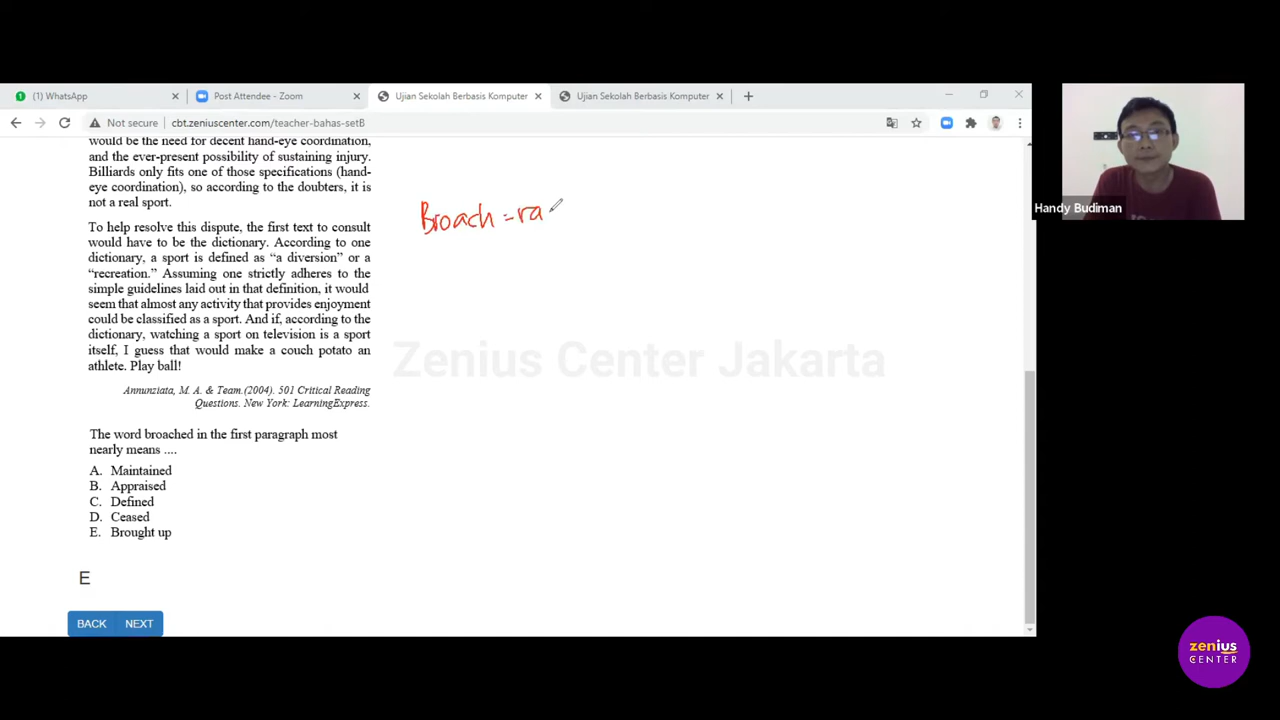 (1) WhatsApp
Post Attendee - Zoom
Ujian Sekolah Berbasis Komputer
Ujian Sekolah Berbasis Komputer
Not secure
cbt.zeniuscenter.com/teacher-bahas-setB
would be the need for decent hand-eye coordination,
and the ever-present possibility of sustaining injury.
Billiards only fits one of those specifications (hand-
eye coordination), so according to the doubters, it is
not a real sport.
To help resolve this dispute, the first text to consult
would have to be the dictionary. According to one
dictionary, a sport is defined as “a diversion” or a
“recreation.” Assuming one strictly adheres to the
simple guidelines laid out in that definition, it would
seem that almost any activity that provides enjoyment
could be classified as a sport. And if, according to the
dictionary, watching a sport on television is a sport
itself, I guess that would make a couch potato an
athlete. Play ball!
Annunziata, M. A. & Team.(2004). 501 Critical Reading
Questions. New York: LearningExpress.
The word broached in the first paragraph most
nearly means ....
A. Maintained
B. Appraised
C. Defined
D. Ceased
E. Brought up
E
BACK
NEXT
Broach = ra
Zenius Center Jakarta
Handy Budiman
zenius
CENTER